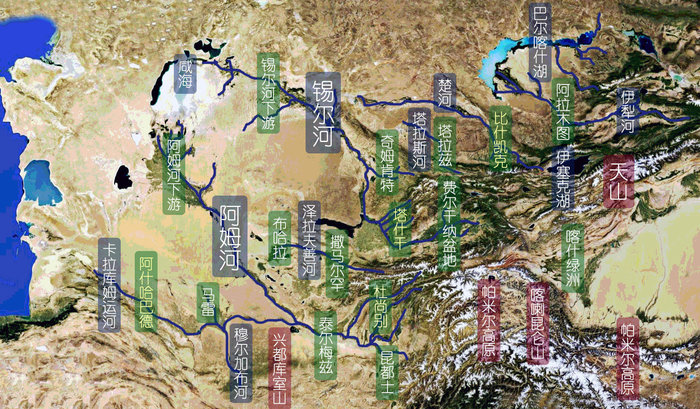 巴尔喀什湖
咸海
锡尔河下游
锡尔河
楚河
比什凯克
阿拉木图
伊犁河
塔拉斯河
塔拉兹
奇姆肯特
阿姆河下游
伊塞克湖
天山
阿姆河
布哈拉
泽拉夫善河
撒马尔罕
塔什干
费尔干纳盆地
喀什绿洲
卡拉库姆运河
阿什哈巴德
马雷
穆尔加布河
兴都库室山
泰尔梅兹
杜尚别
昆都士
帕米尔高原
喀喇昆仑山
帕米尔高原